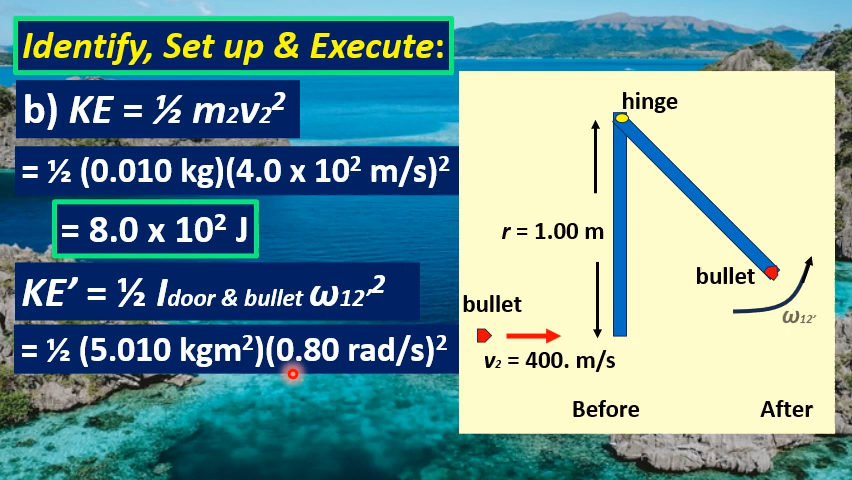 Identify, Set up & Execute:
b) KE = ½ m₂v₂²
= ½ (0.010 kg)(4.0 x 10² m/s)²
= 8.0 x 10² J
KE’ = ½ I door & bullet ω₁₂’²
= ½ (5.010 kgm²)(0.80 rad/s)²
hinge
r = 1.00 m
bullet
bullet
ω₁₂’
v₂ = 400. m/s
Before After